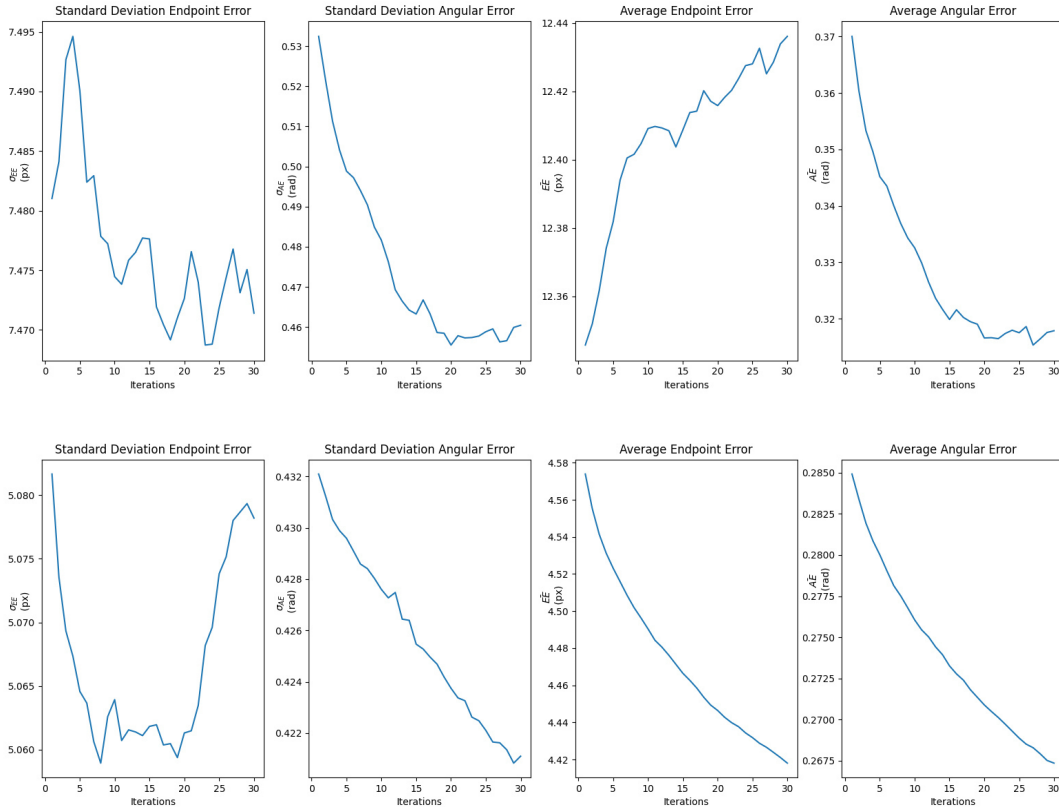 Standard Deviation Endpoint Error
7.495
7.490
7.485
7.480
7.475
7.470
σEE
(px)
0 5 10 15 20 25 30
Iterations
Standard Deviation Angular Error
0.53
0.52
0.51
0.50
0.49
0.48
0.47
0.46
σAE
(rad)
0 5 10 15 20 25 30
Iterations
Average Endpoint Error
12.44
12.42
12.40
12.38
12.36
ĒE
(px)
0 5 10 15 20 25 30
Iterations
Average Angular Error
0.37
0.36
0.35
0.34
0.33
0.32
ĀE
(rad)
0 5 10 15 20 25 30
Iterations
Standard Deviation Endpoint Error
5.080
5.075
5.070
5.065
5.060
σEE
(px)
0 5 10 15 20 25 30
Iterations
Standard Deviation Angular Error
0.432
0.430
0.428
0.426
0.424
0.422
σAE
(rad)
0 5 10 15 20 25 30
Iterations
Average Endpoint Error
4.58
4.56
4.54
4.52
4.50
4.48
4.46
4.44
4.42
ĒE
(px)
0 5 10 15 20 25 30
Iterations
Average Angular Error
0.2850
0.2825
0.2800
0.2775
0.2750
0.2725
0.2700
0.2675
ĀE
(rad)
0 5 10 15 20 25 30
Iterations